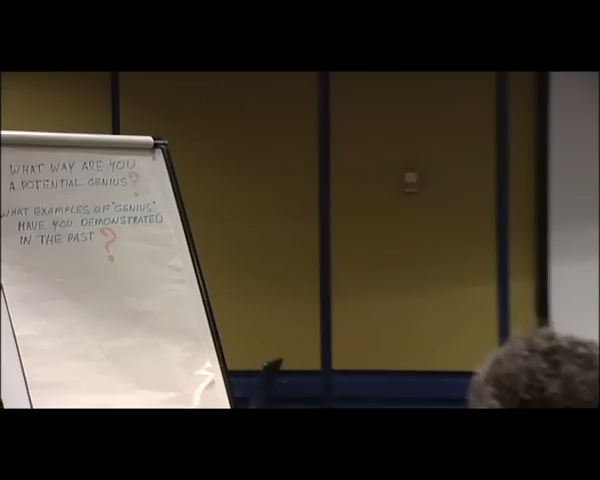 WHAT WAY ARE YOU
A POTENTIAL GENIUS?
WHAT EXAMPLES OF 'GENIUS'
HAVE YOU DEMONSTRATED
IN THE PAST ?